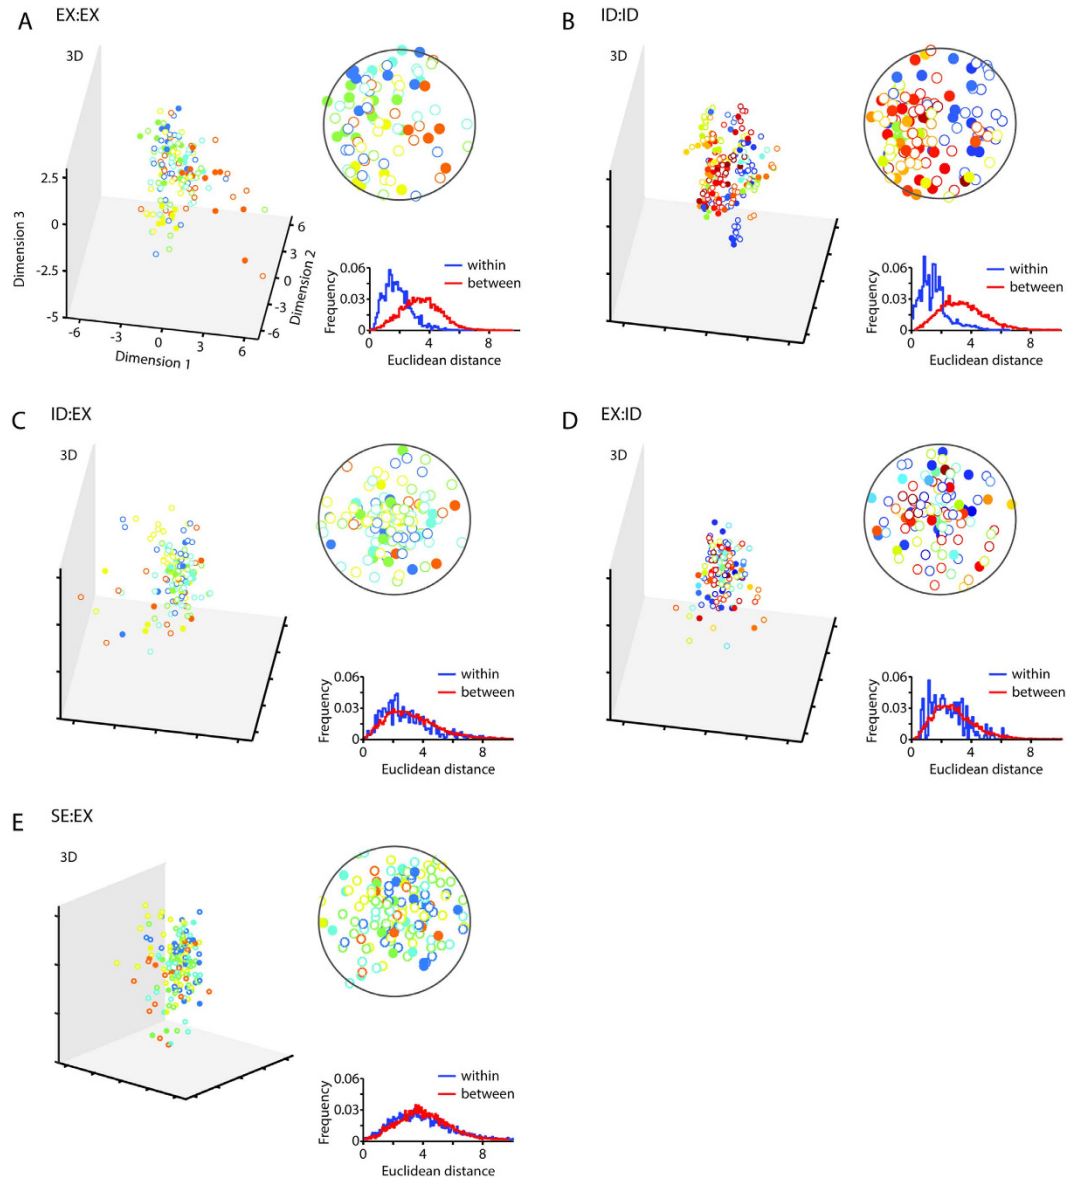 A EX:EX
3D
2.5
0
-2.5
-5
Dimension 3
-6 -3 0 3 6
Dimension 1
6
3
0
-3
-6
Dimension 2
within
between
0.06
0.03
0
Frequency
0 4 8
Euclidean distance
B ID:ID
3D
within
between
0.06
0.03
0
Frequency
0 4 8
Euclidean distance
C ID:EX
3D
within
between
0.06
0.03
0
Frequency
0 4 8
Euclidean distance
D EX:ID
3D
within
between
0.06
0.03
0
Frequency
0 4 8
Euclidean distance
E SE:EX
3D
within
between
0.06
0.03
0
Frequency
0 4 8
Euclidean distance